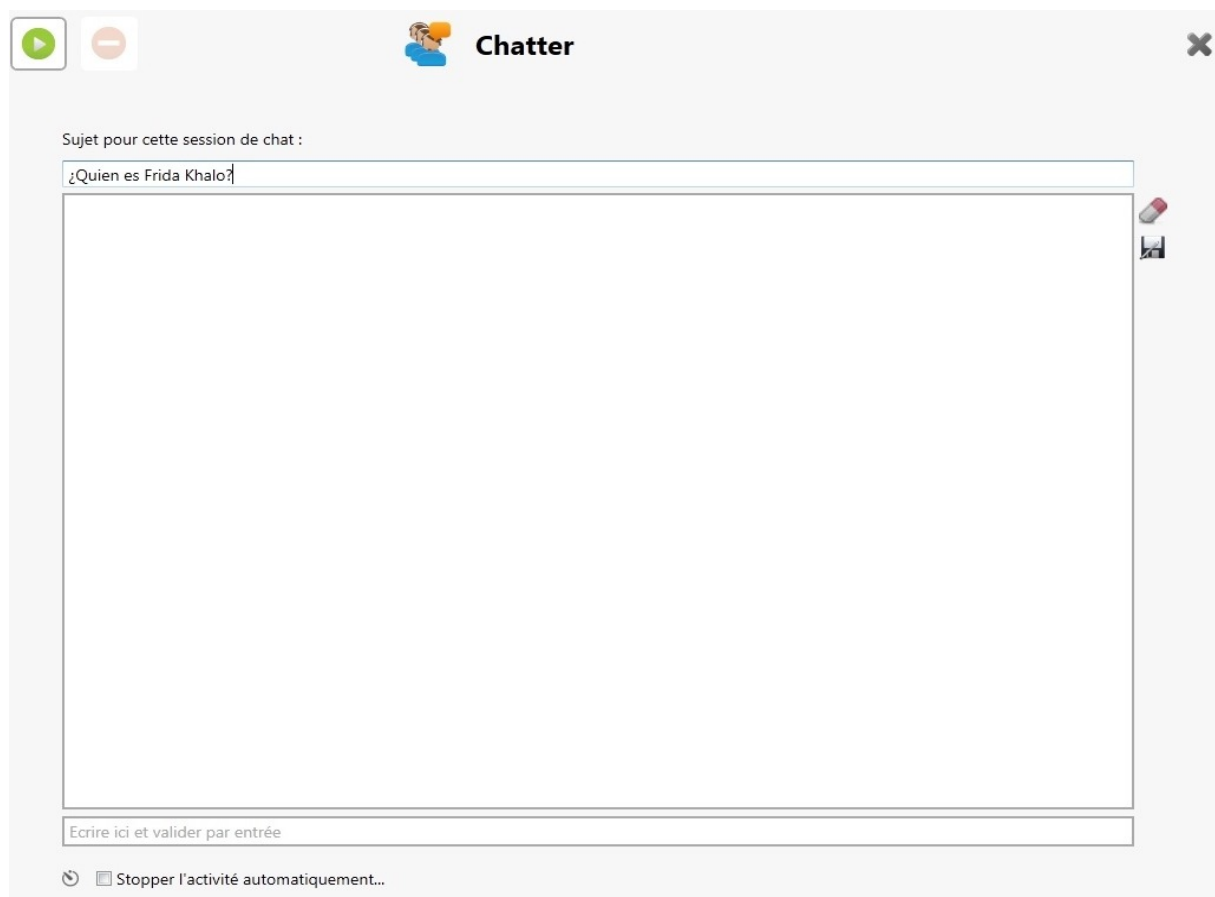 Chatter
Sujet pour cette session de chat :
¿Quien es Frida Khalo?
Ecrire ici et valider par entrée
Stopper l'activité automatiquement...